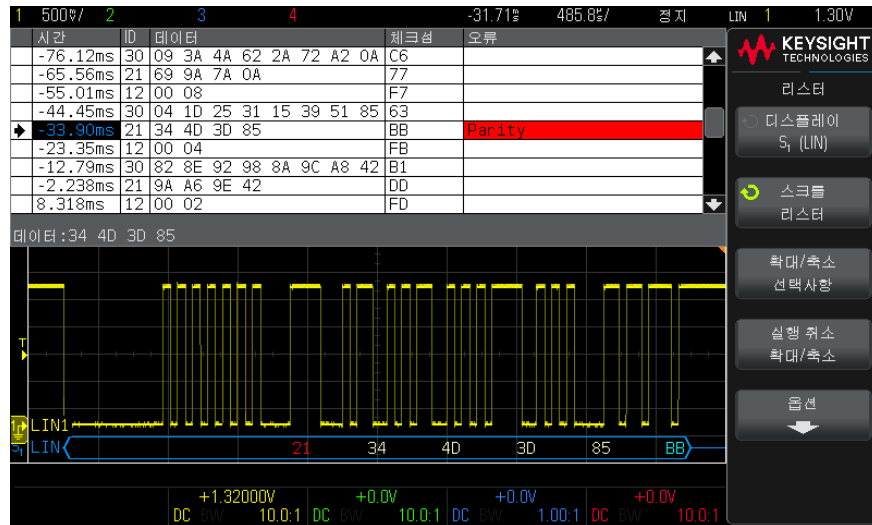 1 500♥/ 2 3 4 -31.71s 485.8s/ 정지 LIN 1 1.30V
KEYSIGHT
TECHNOLOGIES
시간 ID 데이터 체크섬 오류
-76.12ms 30 09 3A 4A 62 2A 72 A2 0A C6
-65.56ms 21 69 9A 7A 0A 77
-55.01ms 12 00 08 F7
-44.45ms 30 04 1D 25 31 15 39 51 85 63
-33.90ms 21 34 4D 3D 85 BB Parity
-23.35ms 12 00 04 FB
-12.79ms 30 82 8E 92 98 8A 9C A8 42 B1
-2.238ms 21 9A A6 9E 42 DD
8.318ms 12 00 02 FD
데이터:34 4D 3D 85
리스터
디스플레이
S1 (LIN)
스크롤
리스터
확대/축소
선택사항
실행 취소
확대/축소
옵션
T
LIN1
S1 LIN 21 34 4D 3D 85 BB
+1.32000V +0.0V +0.0V +0.0V
DC BW 10.0:1 DC BW 10.0:1 DC BW 1.00:1 DC BW 10.0:1